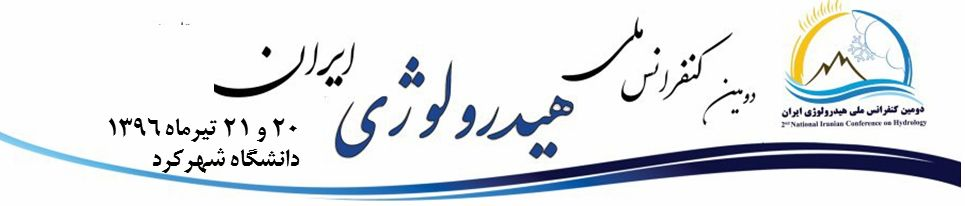 دومین کنفرانس ملی
هیدرولوژی ایران
۲۰ و ۲۱ تیرماه ۱۳۹۶
دانشگاه شهرکرد
دومین کنفرانس ملی هیدرولوژی ایران
2nd National Iranian Conference on Hydrology